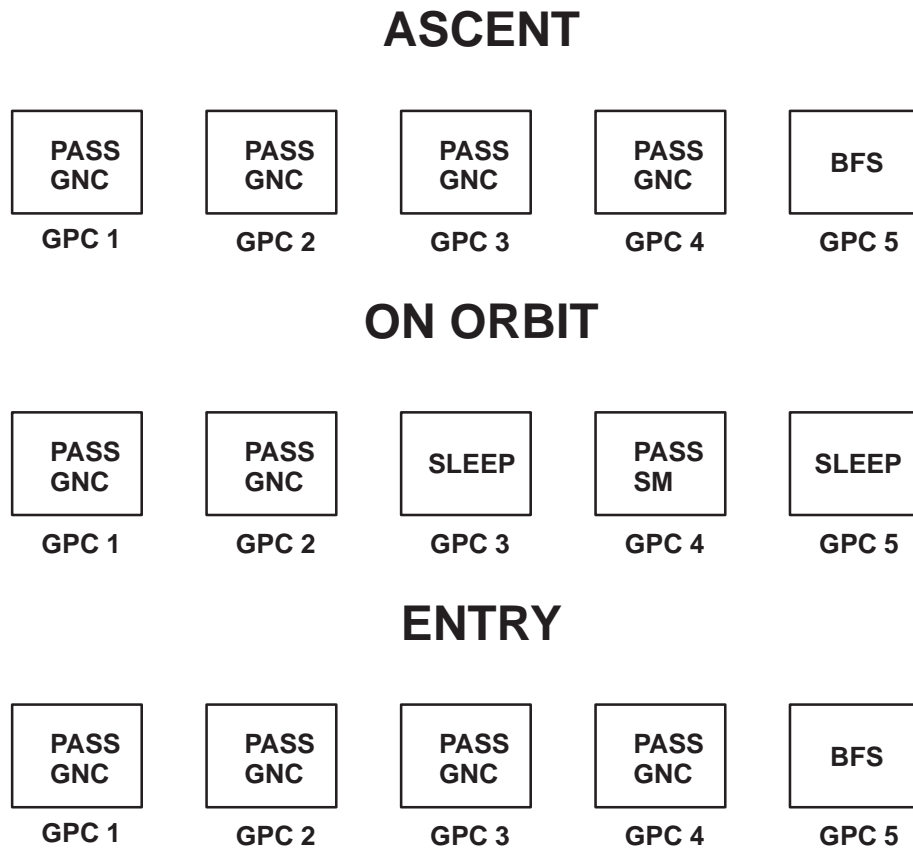 ASCENT
PASS PASS PASS PASS BFS
GNC GNC GNC GNC
GPC 1 GPC 2 GPC 3 GPC 4 GPC 5
ON ORBIT
PASS PASS SLEEP PASS SLEEP
GNC GNC SM
GPC 1 GPC 2 GPC 3 GPC 4 GPC 5
ENTRY
PASS PASS PASS PASS BFS
GNC GNC GNC GNC
GPC 1 GPC 2 GPC 3 GPC 4 GPC 5